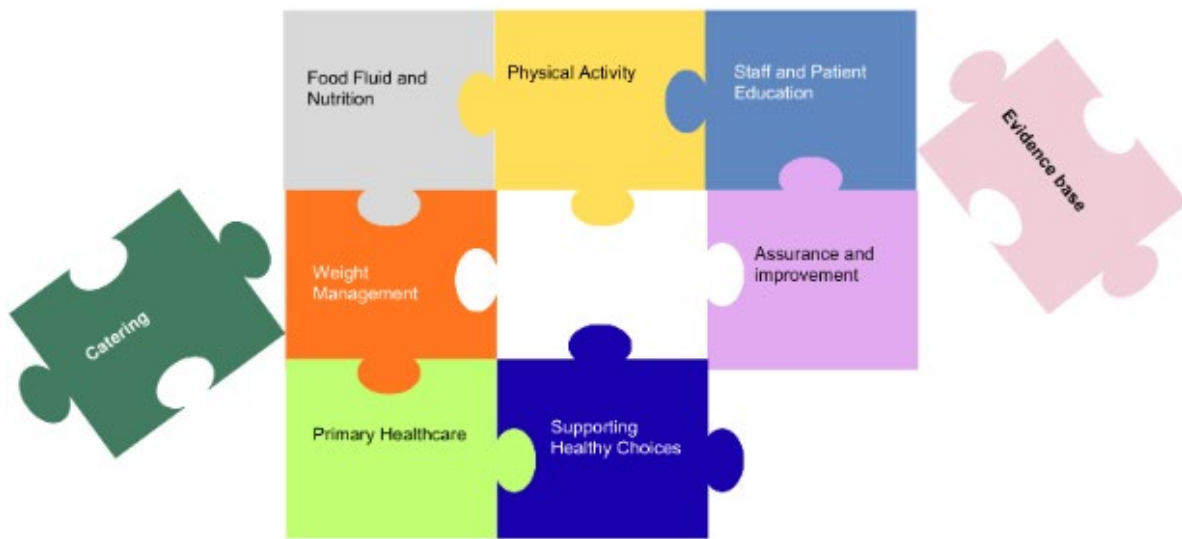 Food Fluid and
Nutrition
Physical Activity
Staff and Patient
Education
Evidence base
Catering
Weight
Management
Assurance and
improvement
Primary Healthcare
Supporting
Healthy Choices